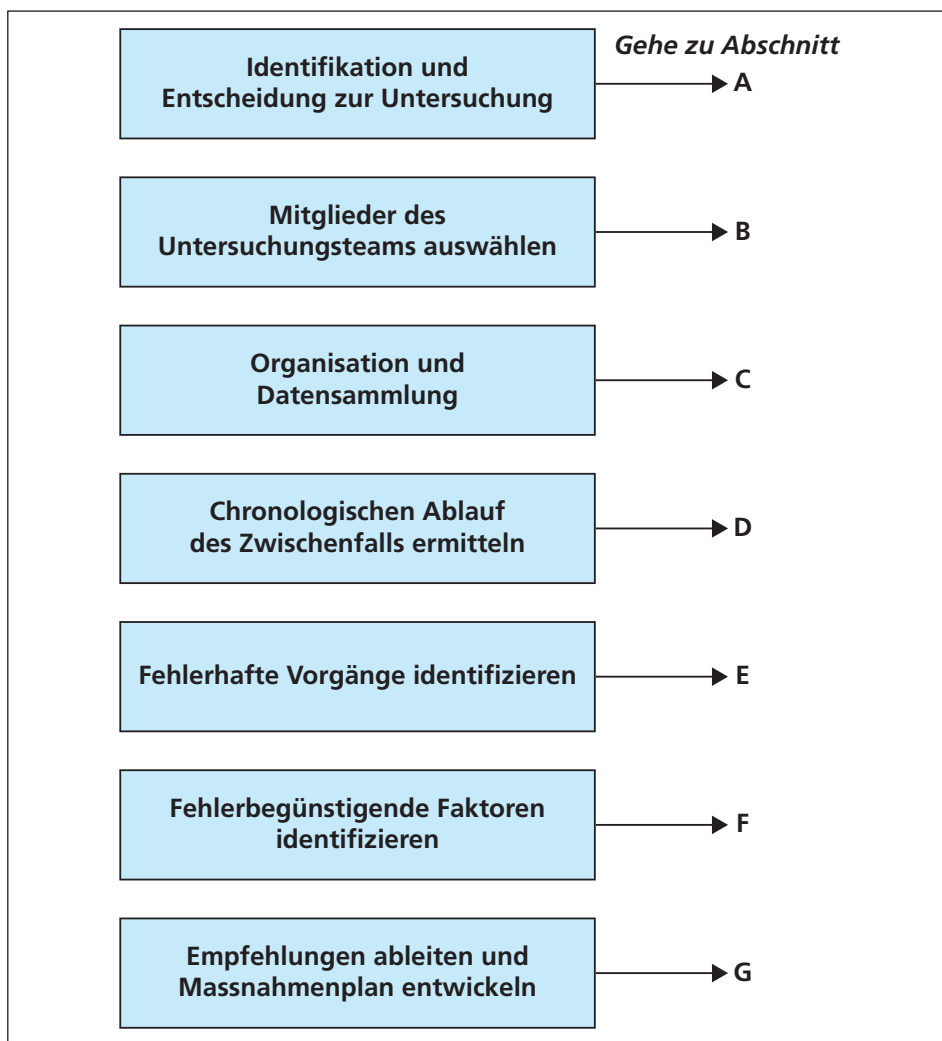 Gehe zu Abschnitt
Identifikation und
Entscheidung zur Untersuchung
A
Mitglieder des
Untersuchungsteams auswählen
B
Organisation und
Datensammlung
C
Chronologischen Ablauf
des Zwischenfalls ermitteln
D
Fehlerhafte Vorgänge identifizieren
E
Fehlerbegünstigende Faktoren
identifizieren
F
Empfehlungen ableiten und
Massnahmenplan entwickeln
G